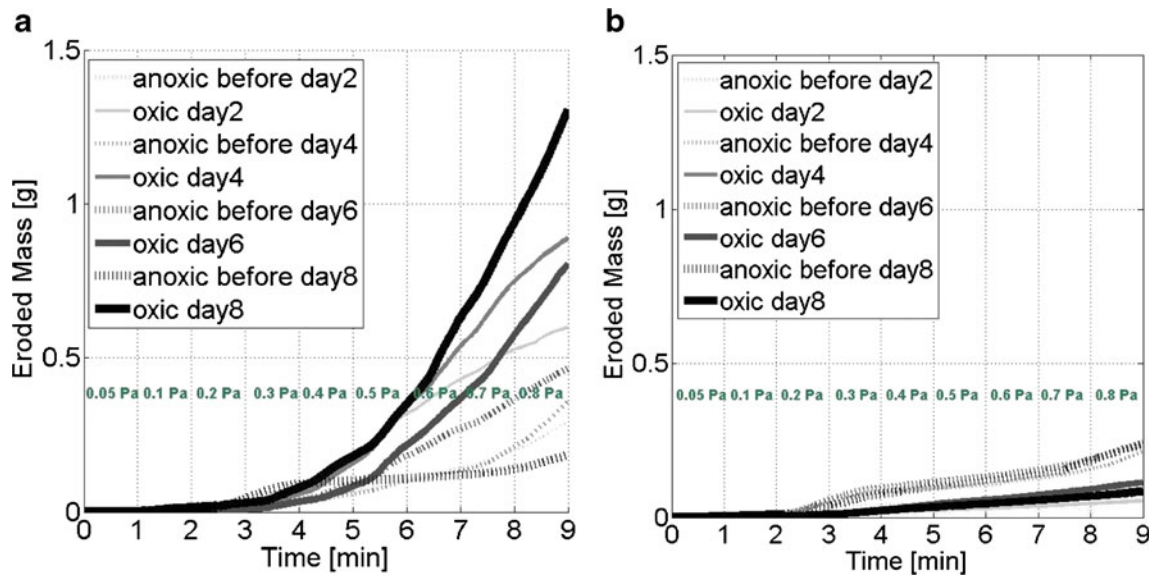 a
1.5
1
0.5
0
Eroded Mass [g]
anoxic before day2
oxic day2
anoxic before day4
oxic day4
anoxic before day6
oxic day6
anoxic before day8
oxic day8
0.05 Pa 0.1 Pa 0.2 Pa 0.3 Pa 0.4 Pa 0.5 Pa 0.6 Pa 0.7 Pa 0.8 Pa
0 1 2 3 4 5 6 7 8 9
Time [min]
b
1.5
1
0.5
0
Eroded Mass [g]
anoxic before day2
oxic day2
anoxic before day4
oxic day4
anoxic before day6
oxic day6
anoxic before day8
oxic day8
0.05 Pa 0.1 Pa 0.2 Pa 0.3 Pa 0.4 Pa 0.5 Pa 0.6 Pa 0.7 Pa 0.8 Pa
0 1 2 3 4 5 6 7 8 9
Time [min]